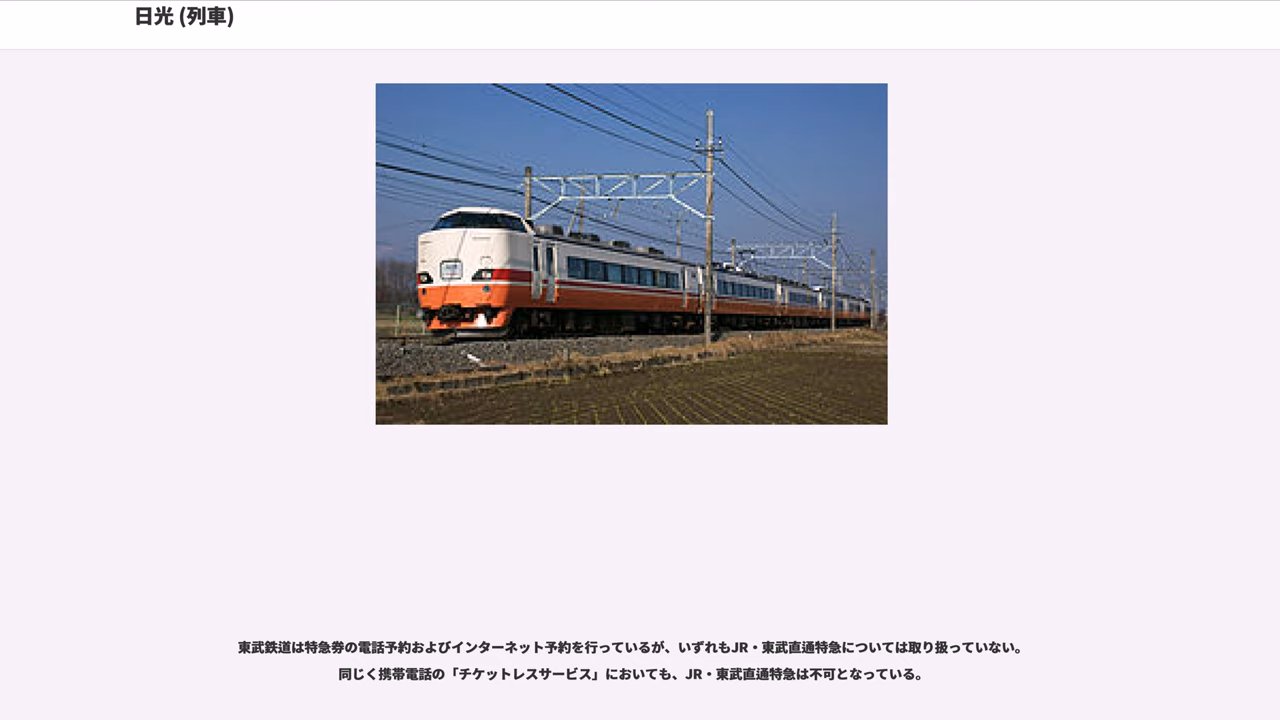 日光 (列車)
東武鉄道は特急券の電話予約およびインターネット予約を行っているが、いずれもJR・東武直通特急については取り扱っていない。
同じく携帯電話の「チケットレスサービス」においても、JR・東武直通特急は不可となっている。